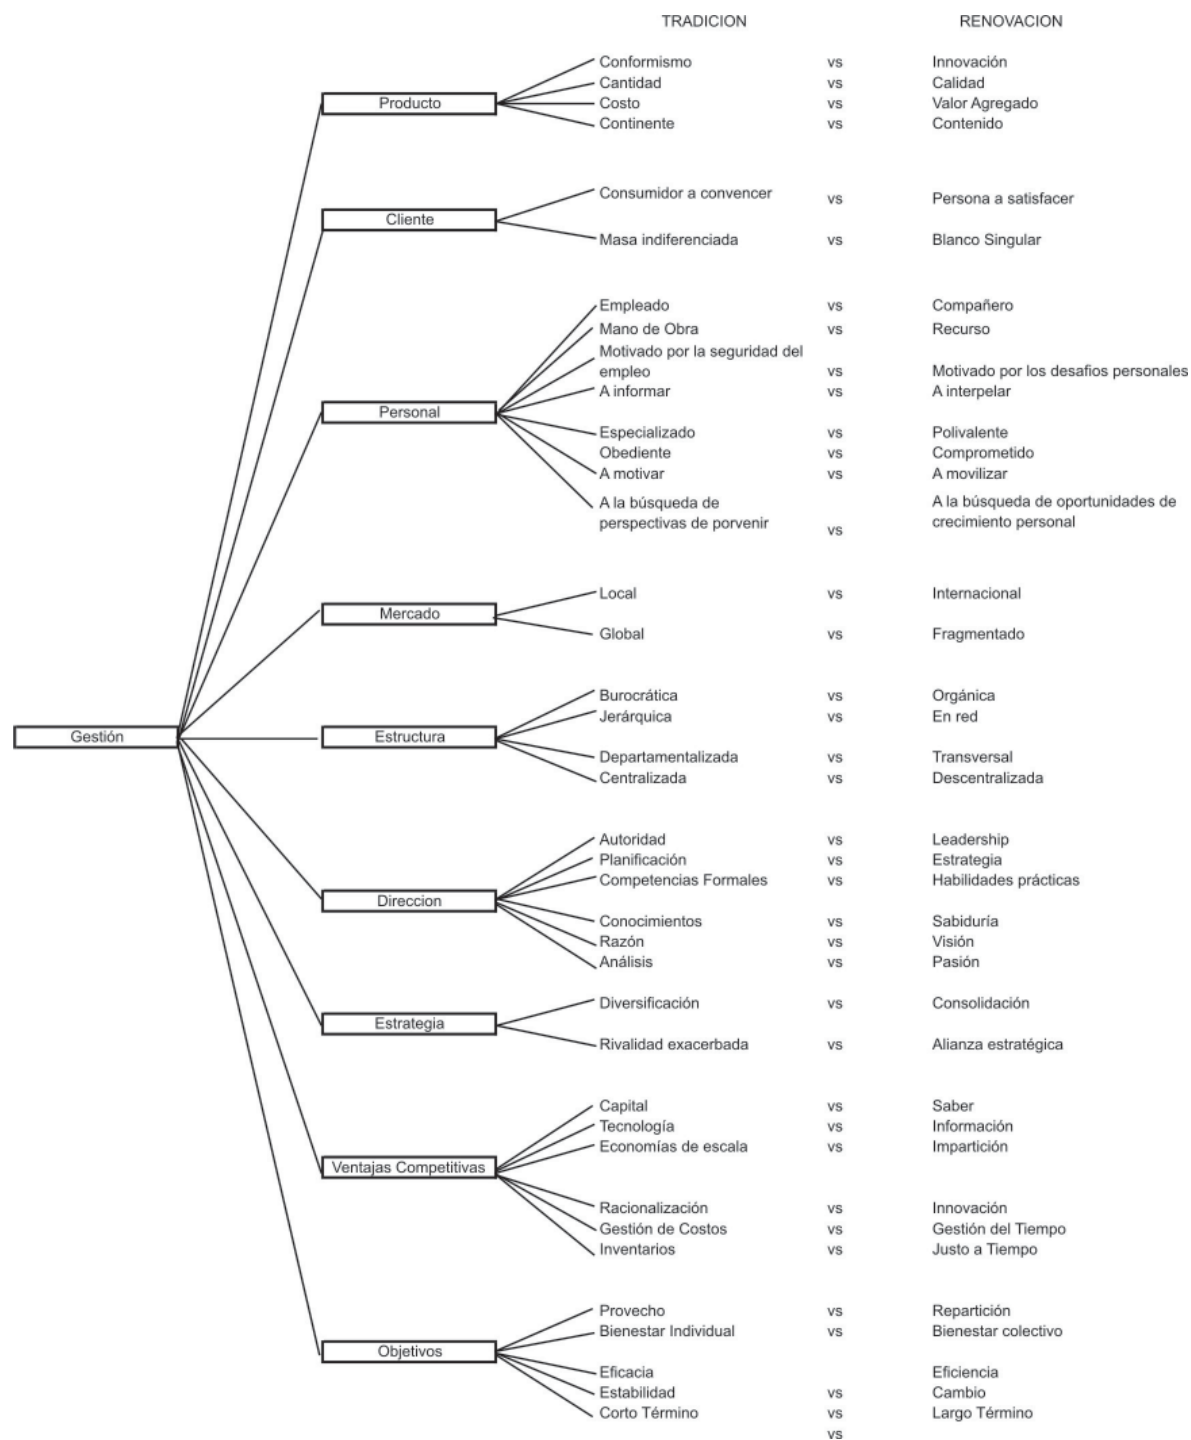 TRADICION RENOVACION
Conformismo vs Innovación
Cantidad vs Calidad
Producto Costo vs Valor Agregado
Continente vs Contenido
Consumidor a convencer vs Persona a satisfacer
Cliente
Masa indiferenciada vs Blanco Singular
Empleado vs Compañero
Mano de Obra vs Recurso
Motivado por la seguridad del
empleo vs Motivado por los desafios personales
A informar vs A interpelar
Personal
Especializado vs Polivalente
Obediente vs Comprometido
A motivar vs A movilizar
A la búsqueda de A la búsqueda de oportunidades de
perspectivas de porvenir vs crecimiento personal
Local vs Internacional
Mercado
Global vs Fragmentado
Burocrática vs Orgánica
Jerárquica vs En red
Gestión Estructura
Departamentalizada vs Transversal
Centralizada vs Descentralizada
Autoridad vs Leadership
Planificación vs Estrategia
Competencias Formales vs Habilidades prácticas
Direccion
Conocimientos vs Sabiduría
Razón vs Visión
Análisis vs Pasión
Diversificación vs Consolidación
Estrategia
Rivalidad exacerbada vs Alianza estratégica
Capital vs Saber
Tecnología vs Información
Economías de escala vs Impartición
Ventajas Competitivas
Racionalización vs Innovación
Gestión de Costos vs Gestión del Tiempo
Inventarios vs Justo a Tiempo
Provecho vs Repartición
Bienestar Individual vs Bienestar colectivo
Objetivos
Eficacia Eficiencia
Estabilidad vs Cambio
Corto Término vs Largo Término
vs